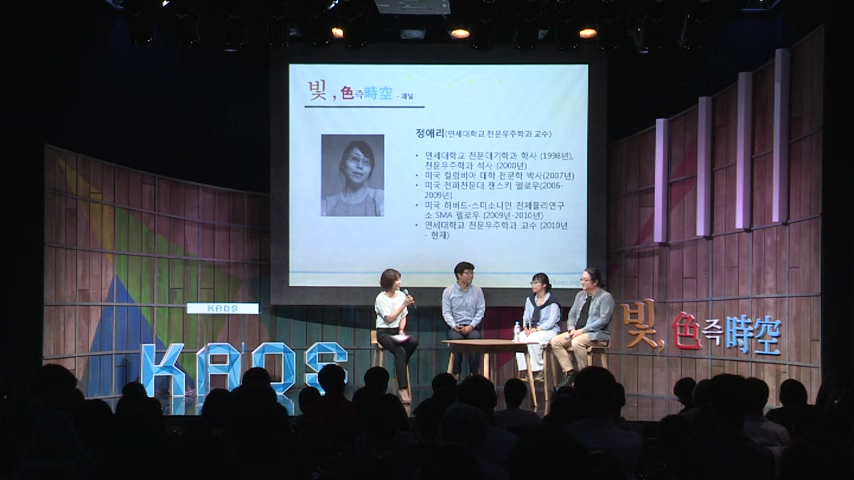 빛, 色즉時空 - 패널
정애리(연세대학교 천문우주학과 교수)
• 연세대학교 천문대기학과 학사 (1998년),
천문우주학과 석사 (2000년)
• 미국 컬럼비아 대학 천문학 박사(2007년)
• 미국 전파천문대 잰스키 펠로우(2006-
2009년)
• 미국 하버드-스미소니언 천체물리연구
소 SMA 펠로우 (2009년-2010년)
• 연세대학교 천문우주학과 교수 (2010년
- 현재)
KAOS
KAOS
빛, 色즉時空